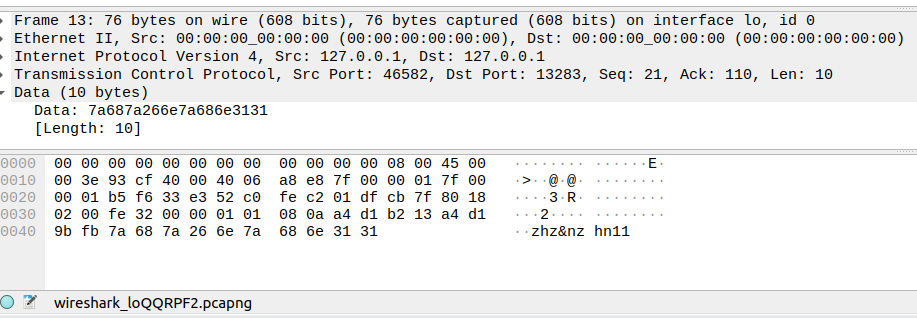 Frame 13: 76 bytes on wire (608 bits), 76 bytes captured (608 bits) on interface lo, id 0
Ethernet II, Src: 00:00:00_00:00:00 (00:00:00:00:00:00), Dst: 00:00:00_00:00:00 (00:00:00:00:00:00)
Internet Protocol Version 4, Src: 127.0.0.1, Dst: 127.0.0.1
Transmission Control Protocol, Src Port: 46582, Dst Port: 13283, Seq: 21, Ack: 110, Len: 10
Data (10 bytes)
Data: 7a687a266e7a686e3131
[Length: 10]
0000 00 00 00 00 00 00 00 00 00 00 00 00 08 00 45 00 ········ ······E·
0010 00 3e 93 cf 40 00 40 06 a8 e8 7f 00 00 01 7f 00 ·>··@·@· ········
0020 00 01 b5 f6 33 e3 52 c0 fe c2 01 df cb 7f 80 18 ····3·R· ········
0030 02 00 fe 32 00 00 01 01 08 0a a4 d1 b2 13 a4 d1 ···2···· ········
0040 9b fb 7a 68 7a 26 6e 7a 68 6e 31 31 ··zhz&nz hn11
wireshark_loQQRPF2.pcapng